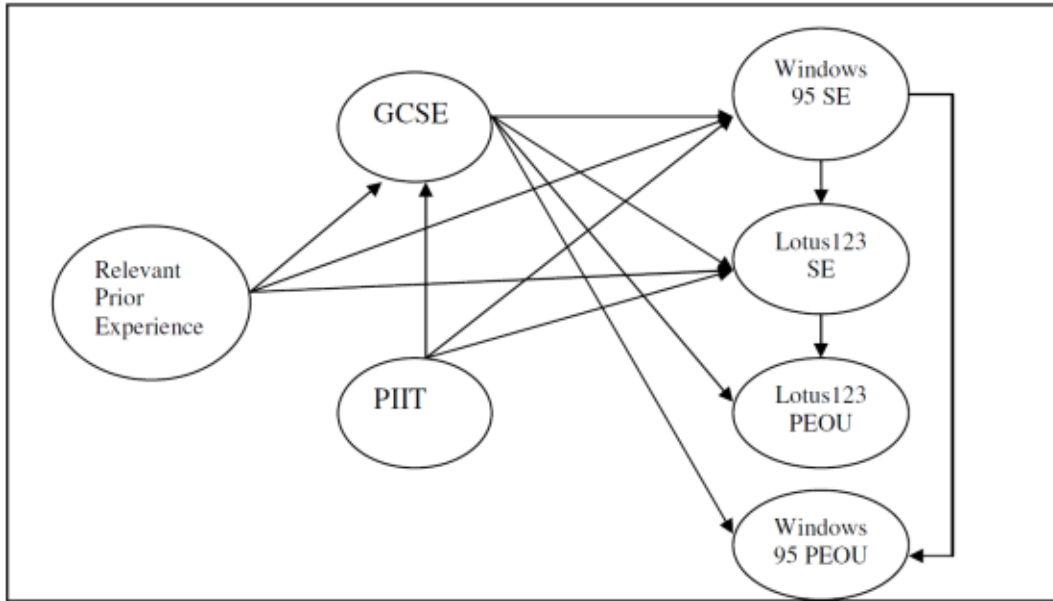 GCSE
Windows
95 SE
Relevant
Prior
Experience
Lotus123
SE
PIIT
Lotus123
PEOU
Windows
95 PEOU